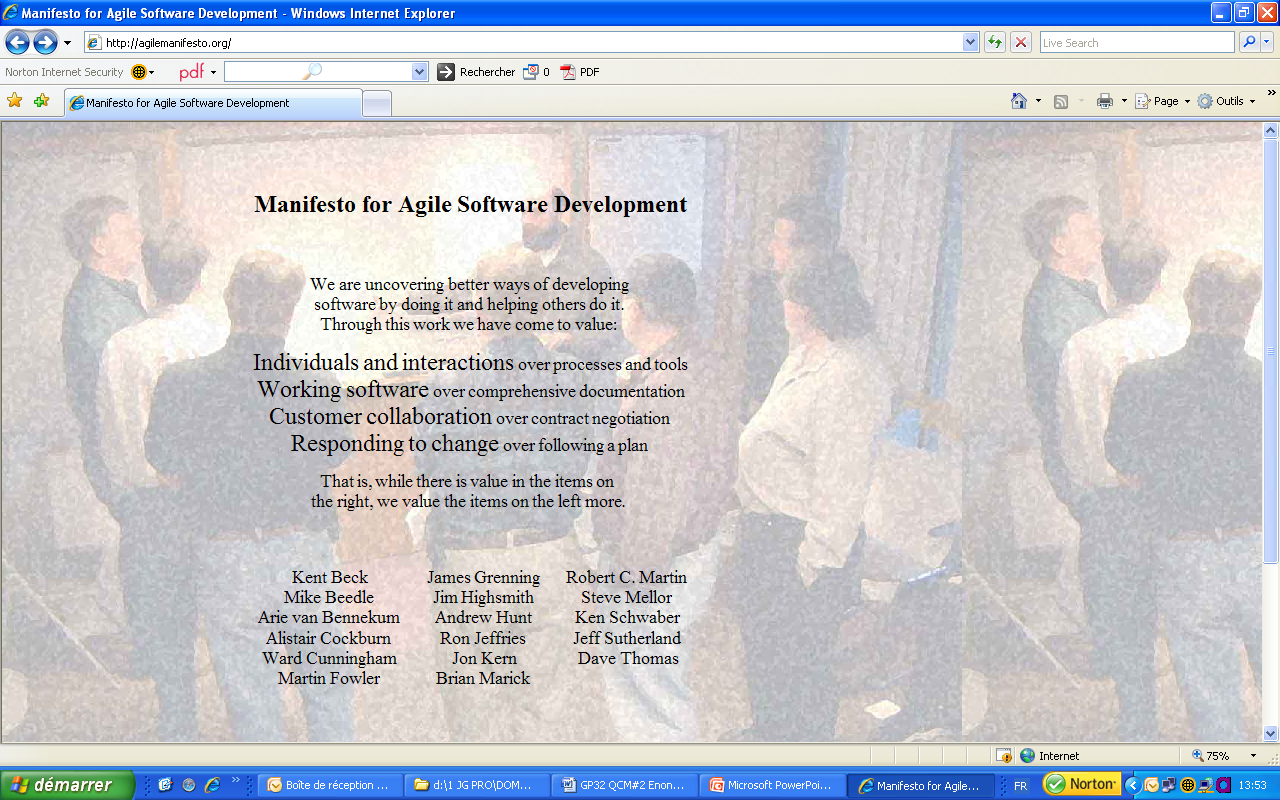 Manifesto for Agile Software Development - Windows Internet Explorer
http://agilemanifesto.org/
Live Search
Norton Internet Security
pdf
Rechercher
0
PDF
Manifesto for Agile Software Development
Page
Outils
Manifesto for Agile Software Development
We are uncovering better ways of developing
software by doing it and helping others do it.
Through this work we have come to value:
Individuals and interactions over processes and tools
Working software over comprehensive documentation
Customer collaboration over contract negotiation
Responding to change over following a plan
That is, while there is value in the items on
the right, we value the items on the left more.
Kent Beck James Grenning Robert C. Martin
Mike Beedle Jim Highsmith Steve Mellor
Arie van Bennekum Andrew Hunt Ken Schwaber
Alistair Cockburn Ron Jeffries Jeff Sutherland
Ward Cunningham Jon Kern Dave Thomas
Martin Fowler Brian Marick
Internet 75%
démarrer Boîte de réception ... d:\1 JG PRO\DOM... GP32 QCM#2 Enon... Microsoft PowerPoi... Manifesto for Agile... FR Norton 13:53